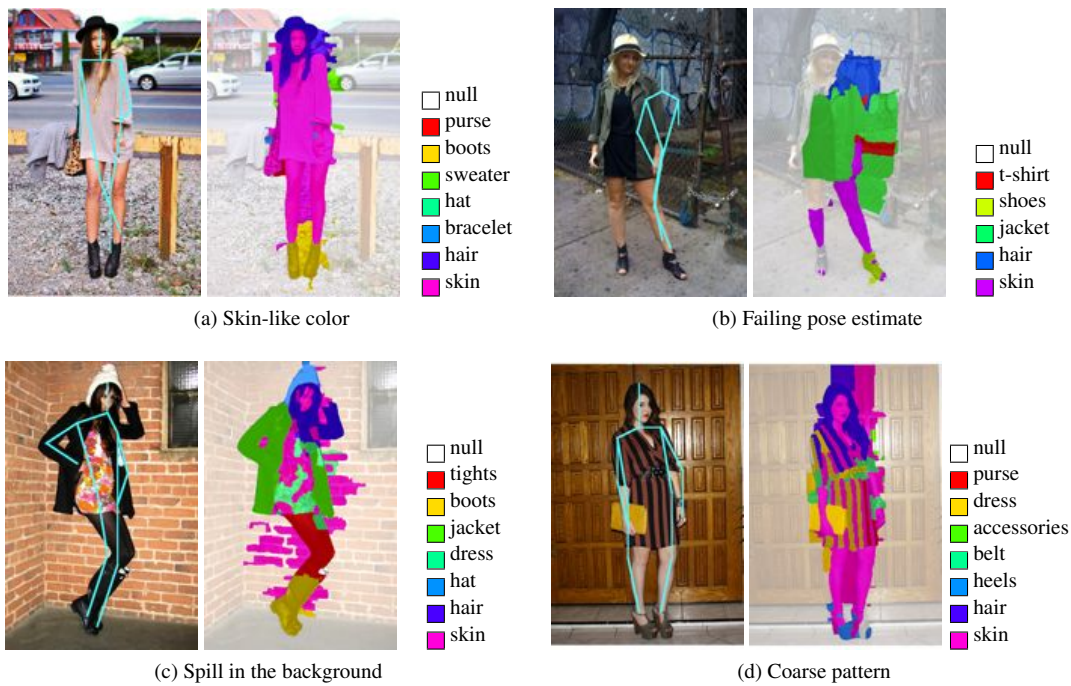 null
purse
boots
sweater
hat
bracelet
hair
skin
(a) Skin-like color
null
t-shirt
shoes
jacket
hair
skin
(b) Failing pose estimate
null
tights
boots
jacket
dress
hat
hair
skin
(c) Spill in the background
null
purse
dress
accessories
belt
heels
hair
skin
(d) Coarse pattern